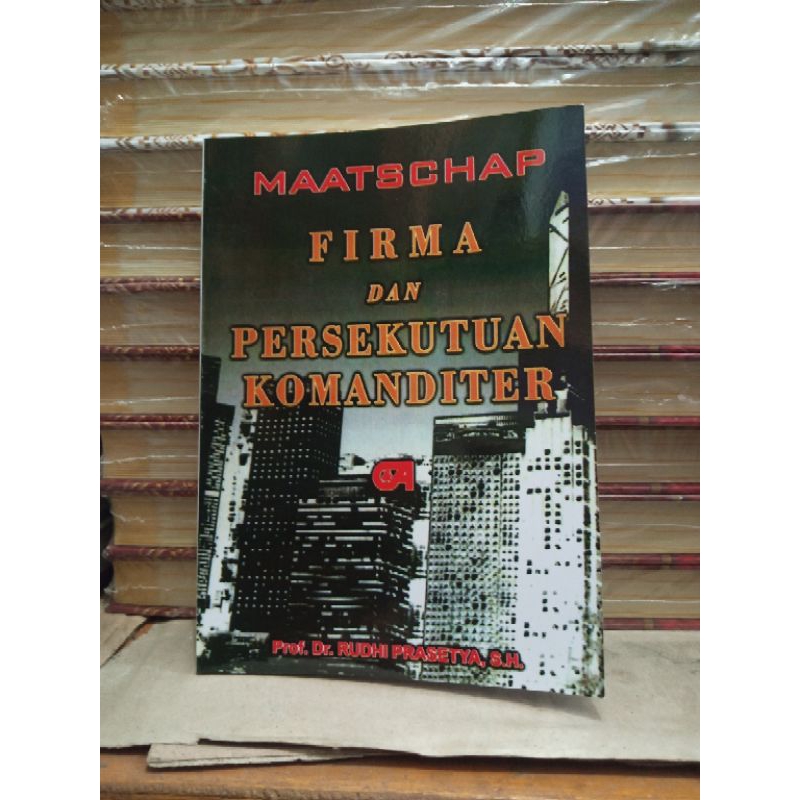 MAATSCHAP
FIRMA
DAN
PERSEKUTUAN
KOMANDITER
Prof. Dr. RUDHI PRASETYA, S.H.